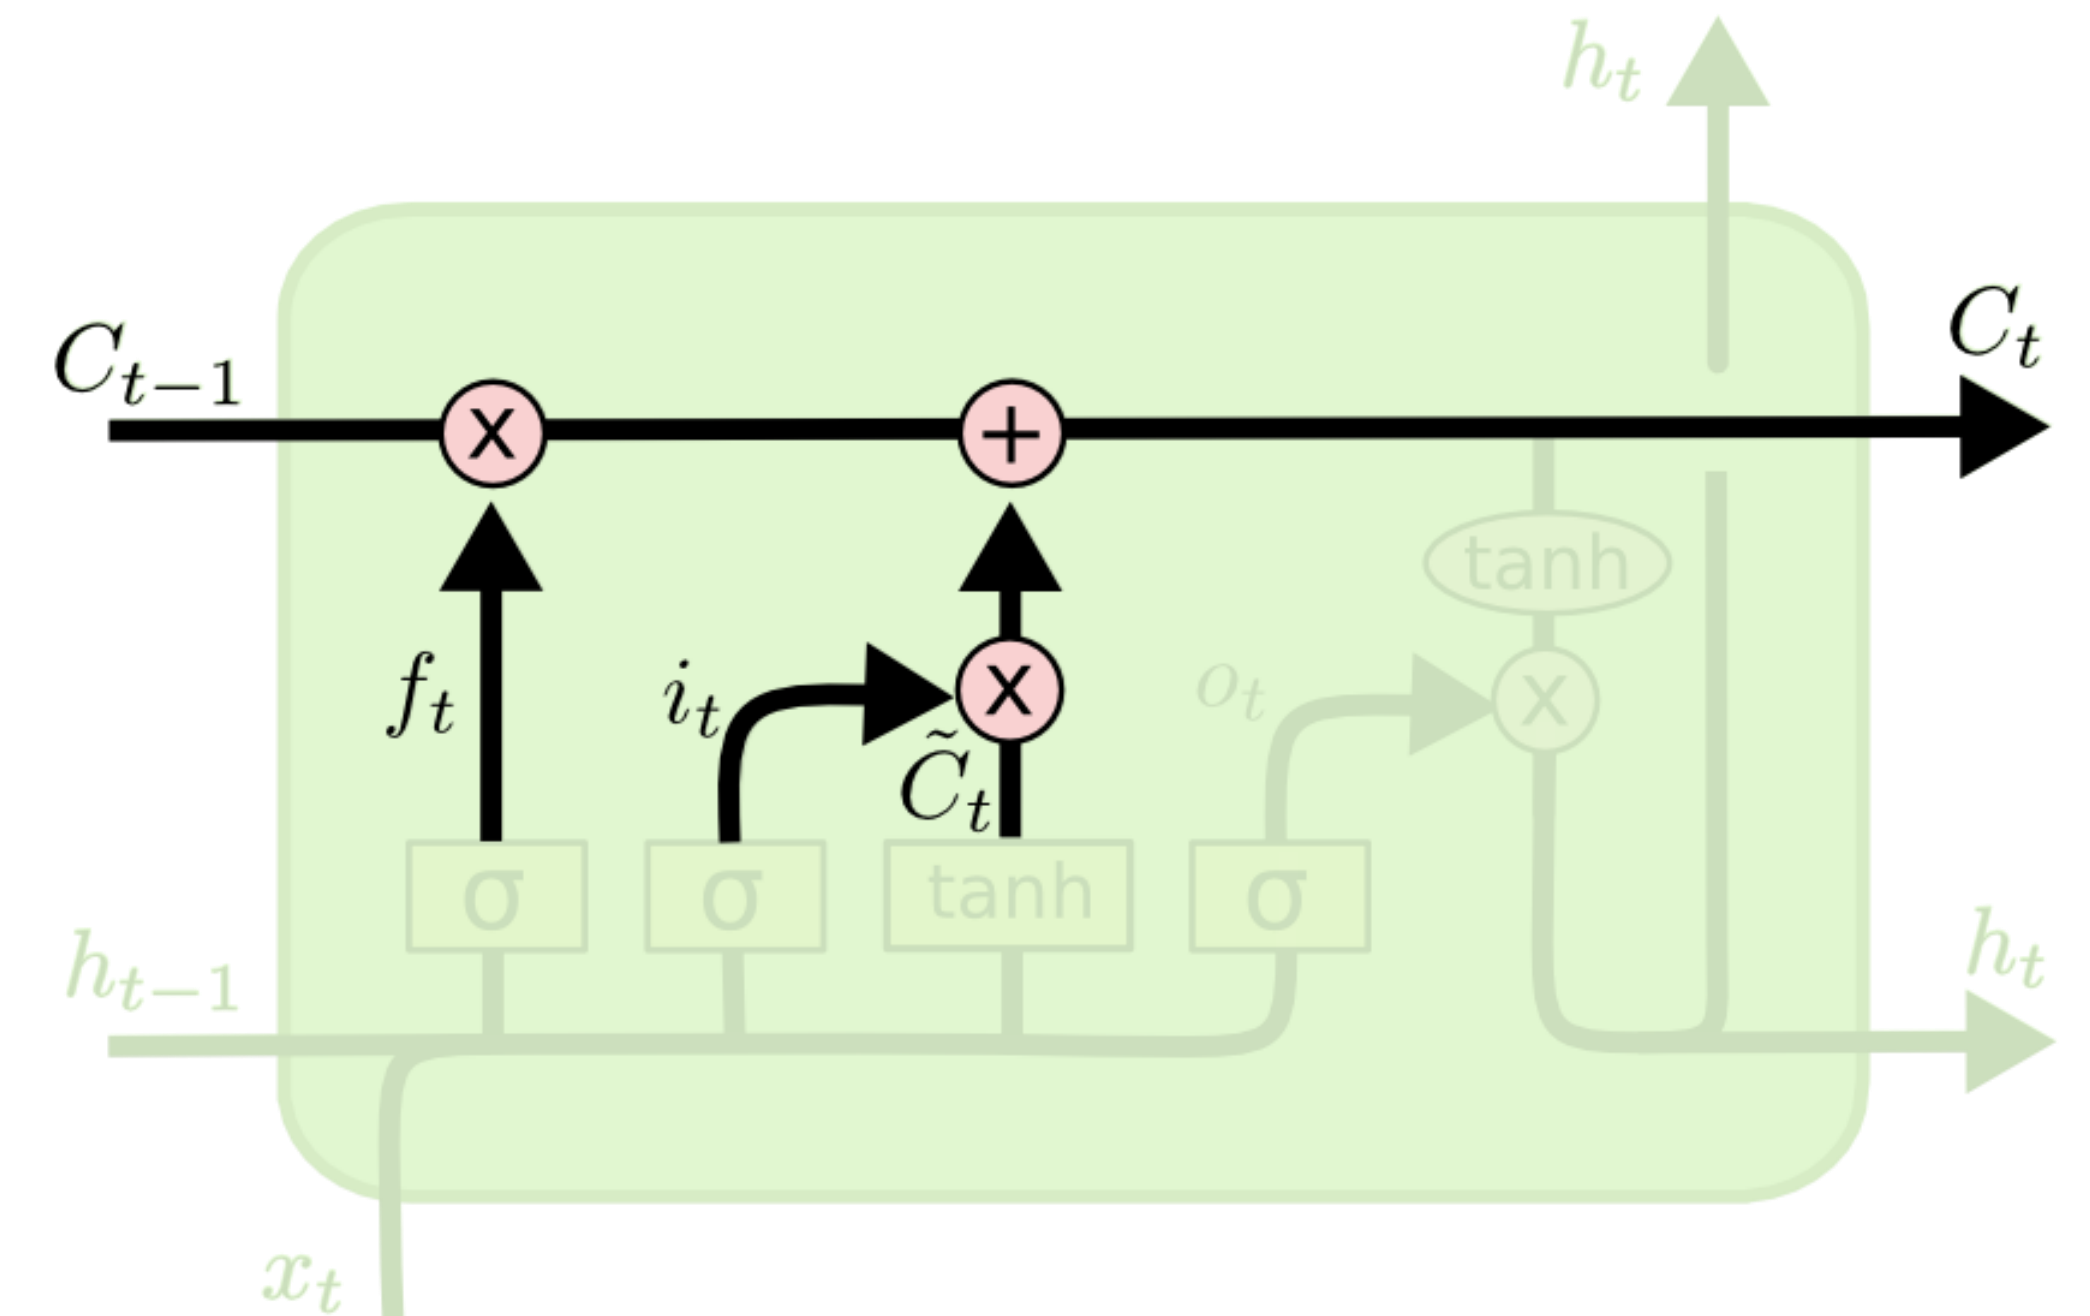 h_t
C_{t-1}
C_t
x
+
tanh
f_t
i_t
x
o_t
x
C̃_t
σ
σ
tanh
σ
h_{t-1}
h_t
x_t